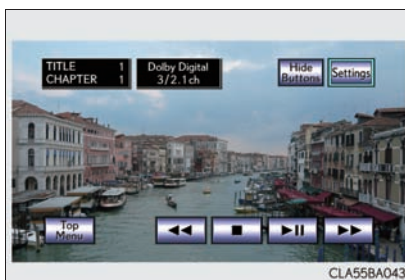 TITLE 1
CHAPTER 1
Dolby Digital
3/2.1ch
Hide
Buttons
Settings
Top
Menu
CLA55BA043